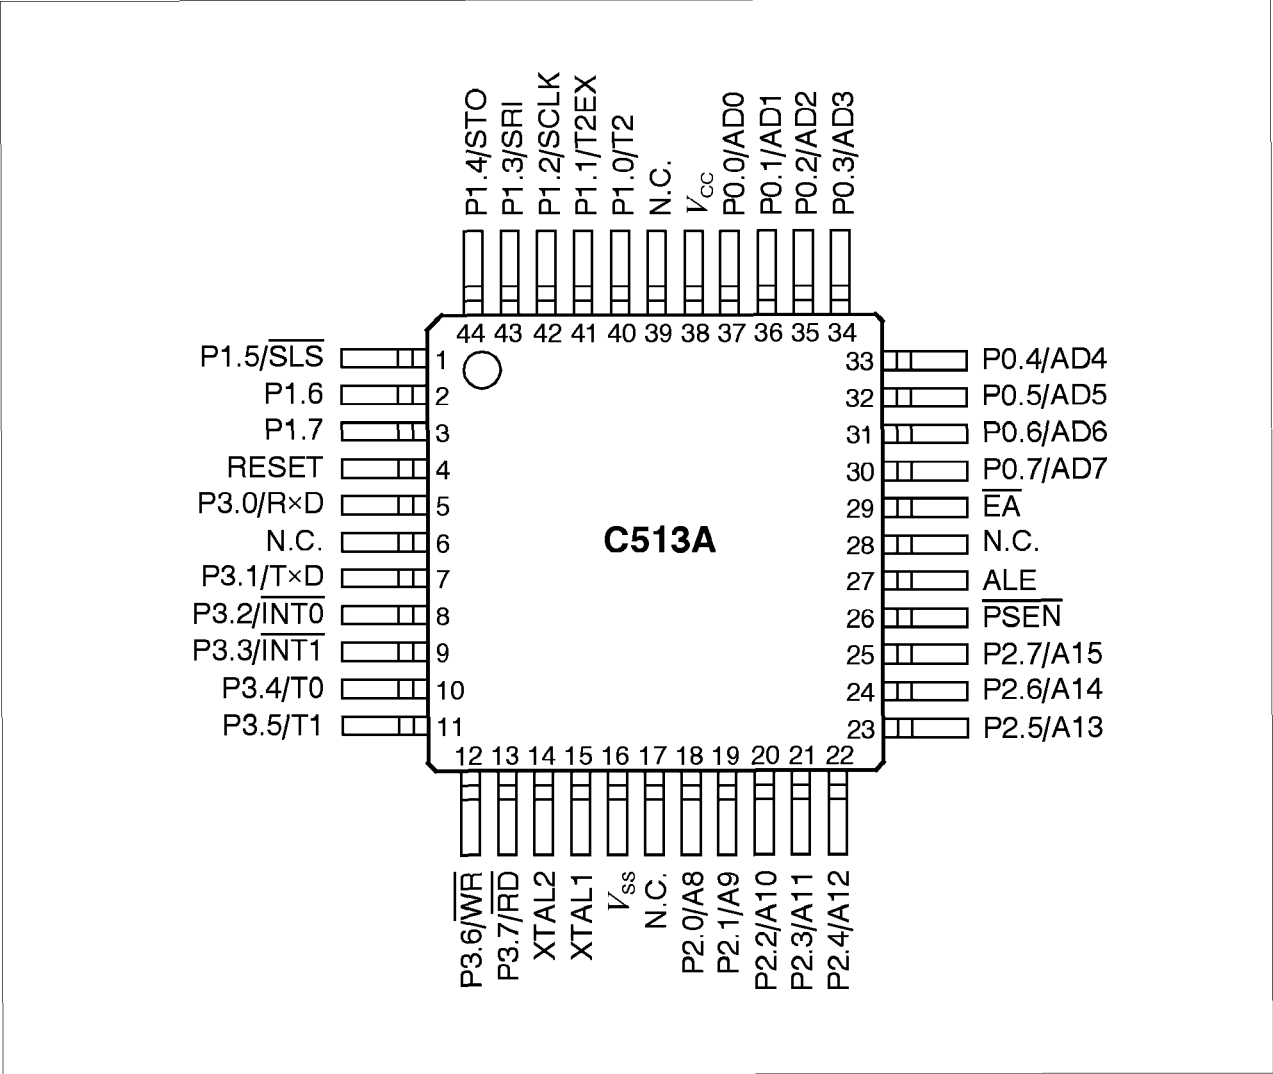 P1.4/STO
P1.3/SRI
P1.2/SCLK
P1.1/T2EX
P1.0/T2
N.C.
VCC
P0.0/AD0
P0.1/AD1
P0.2/AD2
P0.3/AD3
44 43 42 41 40 39 38 37 36 35 34
P1.5/S̅L̅S̅ 1
P1.6 2
P1.7 3
RESET 4
P3.0/R×D 5
N.C. 6
P3.1/T×D 7
P3.2/I̅N̅T̅0̅ 8
P3.3/I̅N̅T̅1̅ 9
P3.4/T0 10
P3.5/T1 11
C513A
33 P0.4/AD4
32 P0.5/AD5
31 P0.6/AD6
30 P0.7/AD7
29 E̅A̅
28 N.C.
27 ALE
26 P̅S̅E̅N̅
25 P2.7/A15
24 P2.6/A14
23 P2.5/A13
12 13 14 15 16 17 18 19 20 21 22
P3.6/W̅R̅
P3.7/R̅D̅
XTAL2
XTAL1
VSS
N.C.
P2.0/A8
P2.1/A9
P2.2/A10
P2.3/A11
P2.4/A12